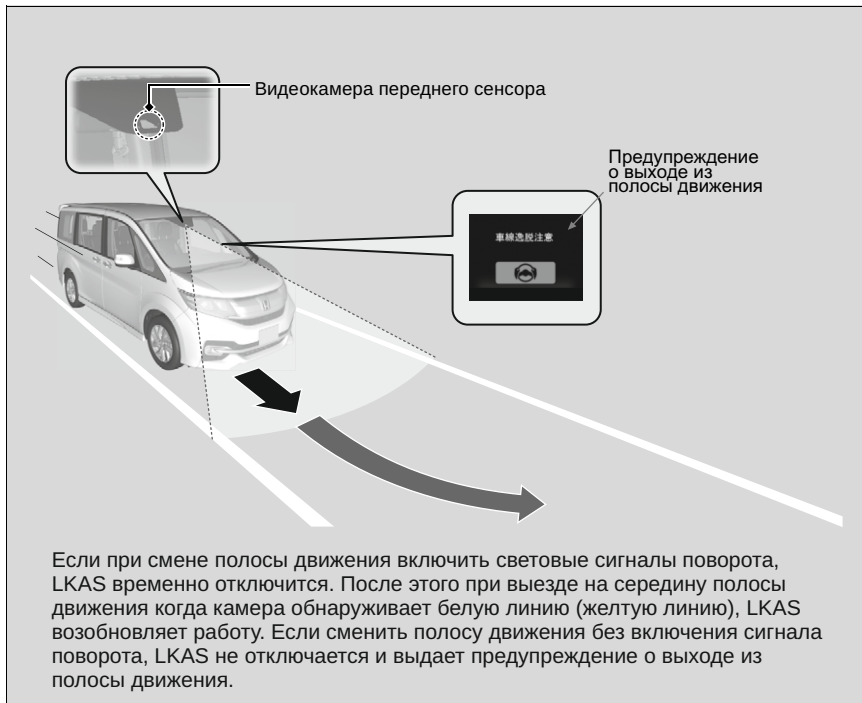 Видеокамера переднего сенсора
Предупреждение
о выходе из
полосы движения
車線逸脱注意
Если при смене полосы движения включить световые сигналы поворота,
LKAS временно отключится. После этого при выезде на середину полосы
движения когда камера обнаруживает белую линию (желтую линию), LKAS
возобновляет работу. Если сменить полосу движения без включения сигнала
поворота, LKAS не отключается и выдает предупреждение о выходе из
полосы движения.